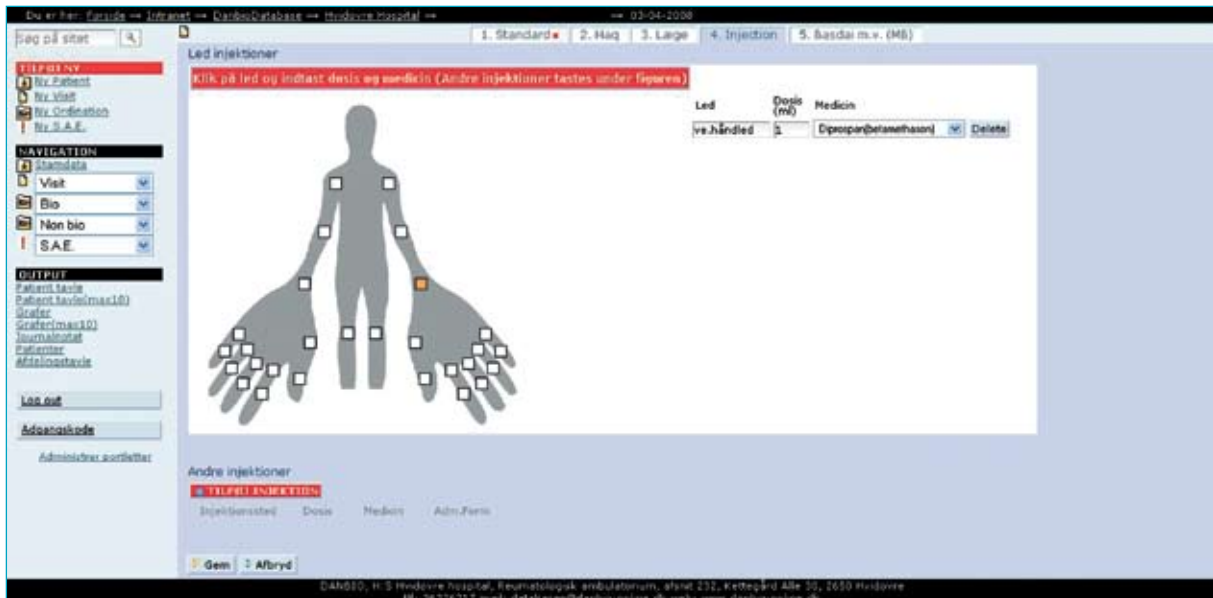 Du er her: Forside → Intranet → DanbioDatabase → Hvidovre Hospital → → 03-04-2008
Søg på sitet
1. Standard 2. Haq 3. Læge 4. Injection 5. Basdai m.v. (MB)
Led injektioner
TILFØJ NY
Ny Patient
Ny Visit
Ny Ordination
! Ny S.A.E.
Klik på led og indtast dosis og medicin (Andre injektioner tastes under figuren)
Led Dosis (ml) Medicin
ve.håndled 1 Diprospan(betamethason) Delete
NAVIGATION
Stamdata
Visit
Bio
Non bio
! S.A.E.
OUTPUT
Patient tavle
Patient tavle(max10)
Grafer
Grafer(max10)
Journalnotat
Patienter
Afdelingstavle
Log out
Adgangskode
Administrer portletter
Andre injektioner
TILFØJ INJEKTION
Injektionssted Dosis Medicin Adm.Form
Gem Afbryd
DANBIO, H:S Hvidovre hospital, Reumatologisk ambulatorium, afsnit 232, Kettegård Alle 30, 2650 Hvidovre